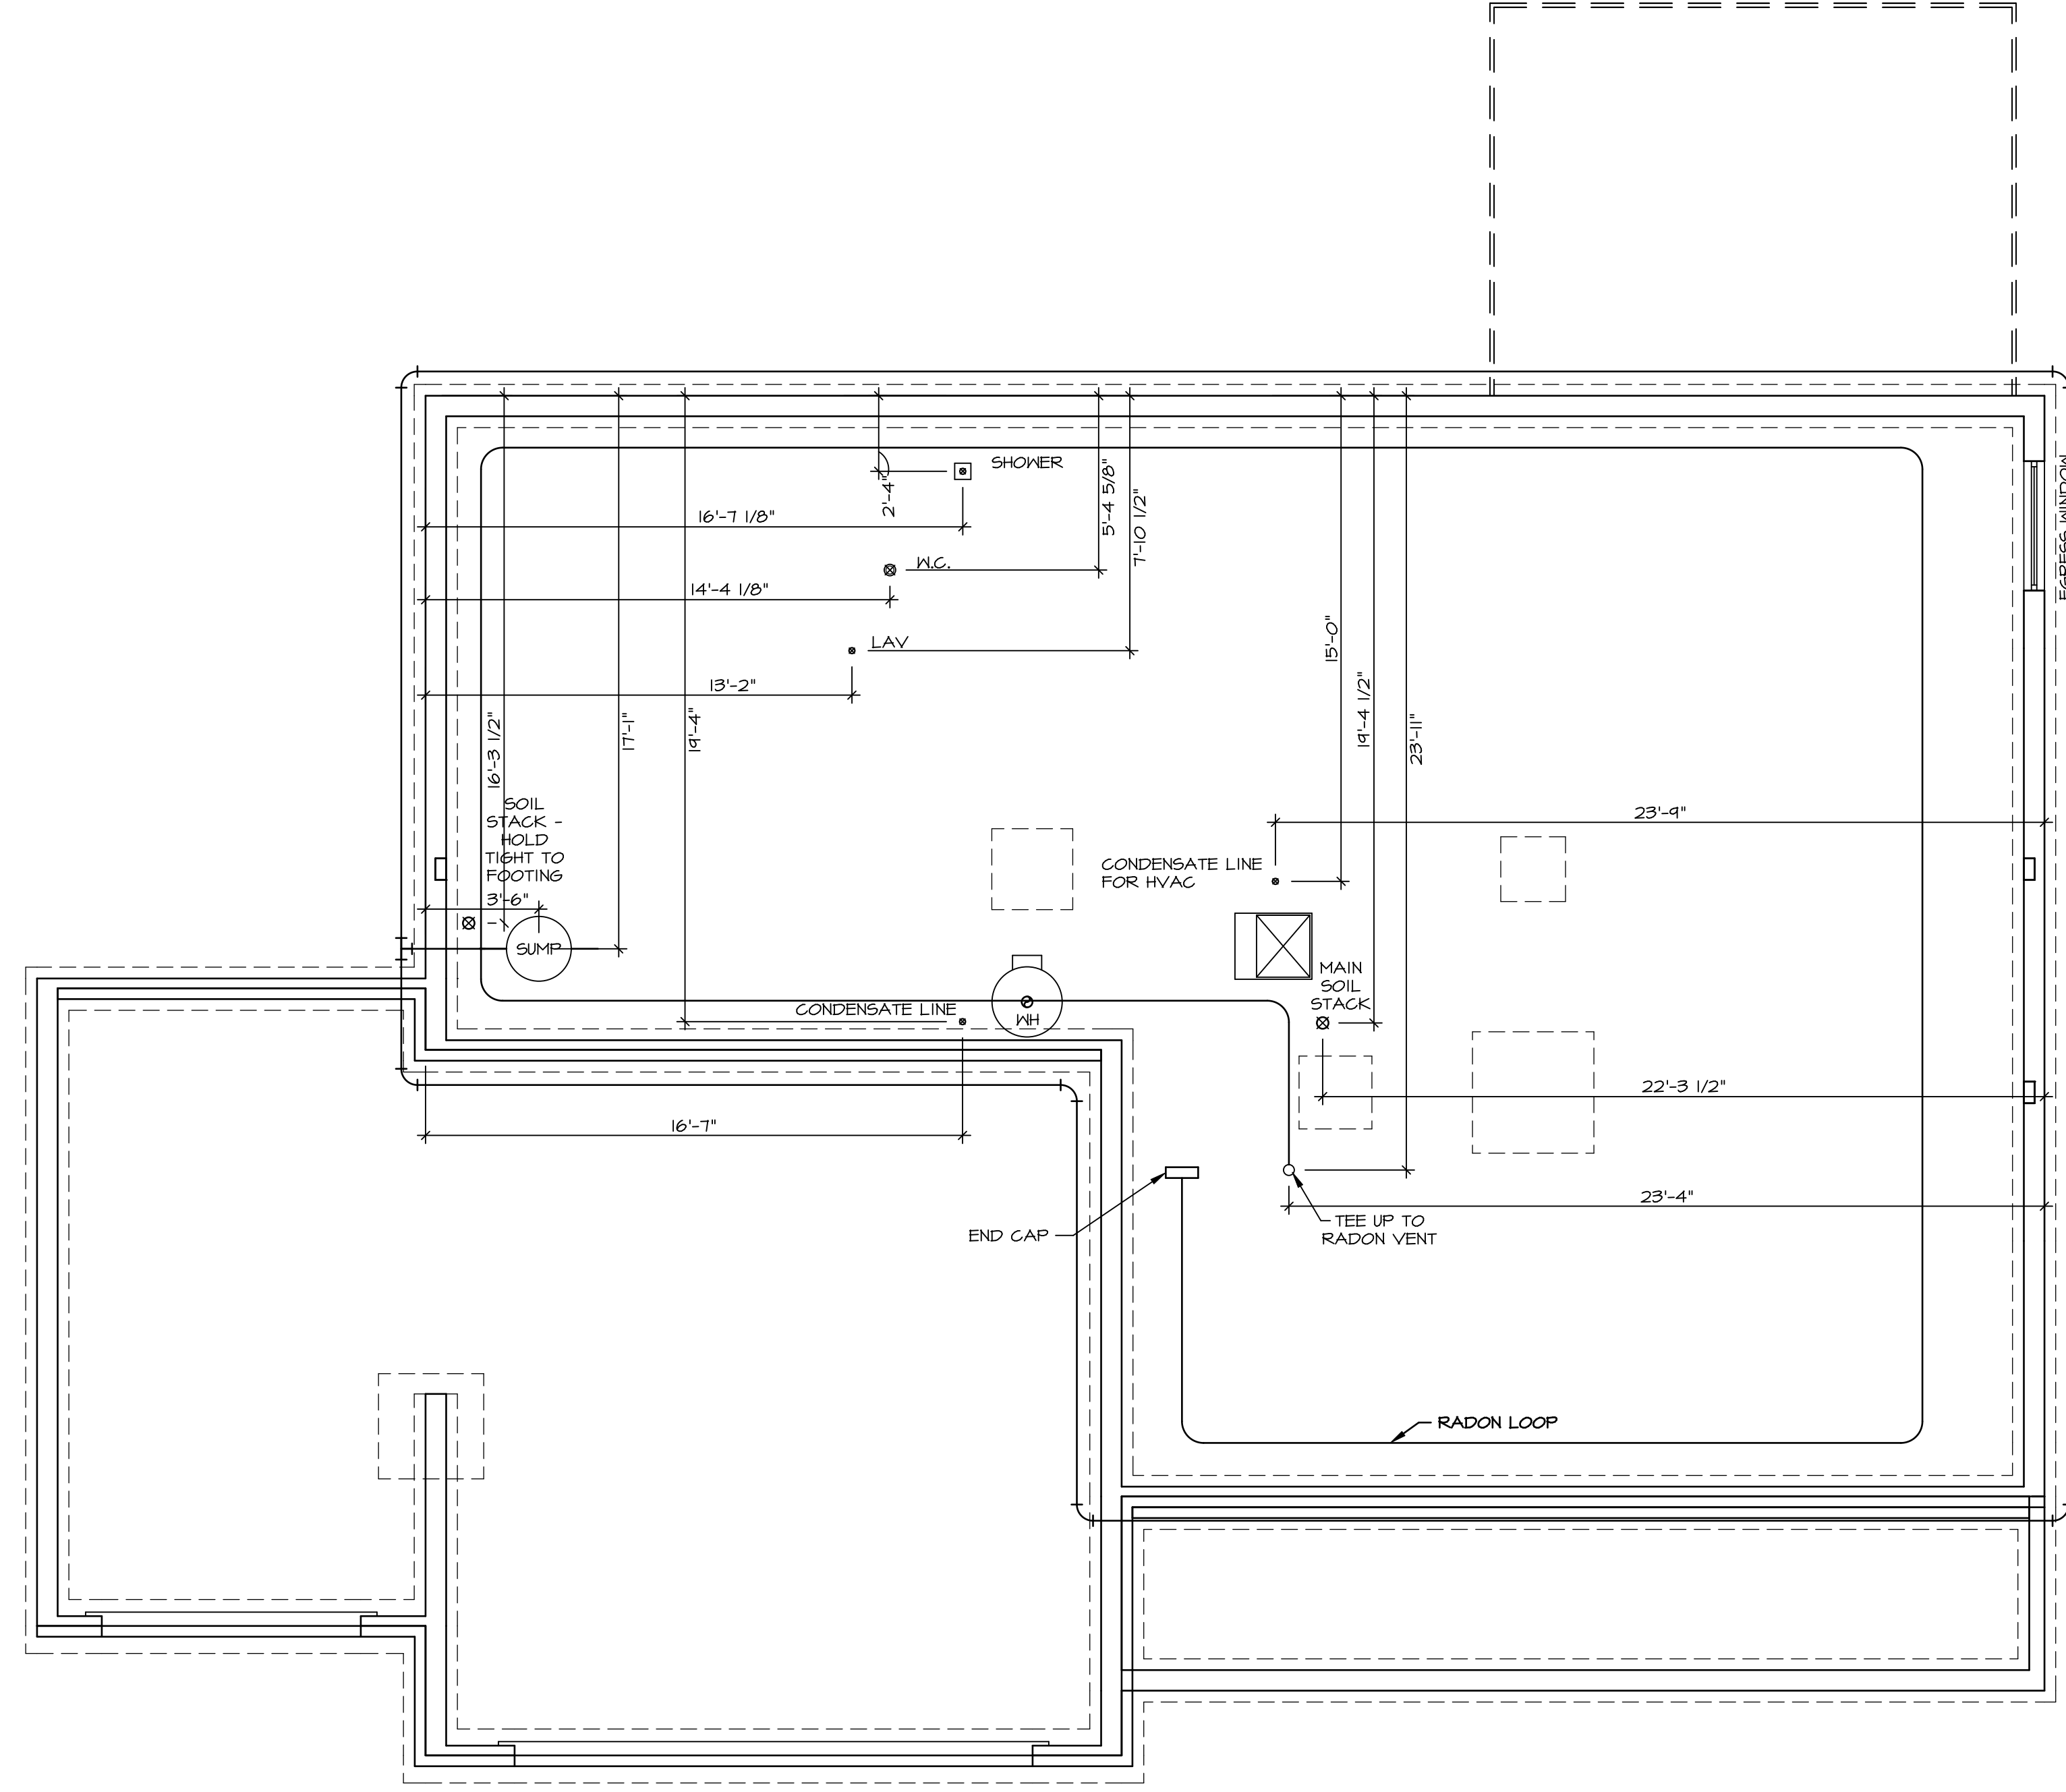 SHOWER
2'-4"
5'-4 5/8"
7'-10 1/2"
16'-7 1/8"
EGRESS WINDOW
W.C.
14'-4 1/8"
LAV
15'-0"
13'-2"
16'-3 1/2"
17'-1"
19'-4"
19'-4 1/2"
23'-11"
SOIL
STACK -
HOLD
TIGHT TO
FOOTING
3'-6"
SUMP
23'-9"
CONDENSATE LINE
FOR HVAC
MAIN
SOIL
STACK
CONDENSATE LINE
WH
22'-3 1/2"
16'-7"
23'-4"
END CAP
TEE UP TO
RADON VENT
RADON LOOP